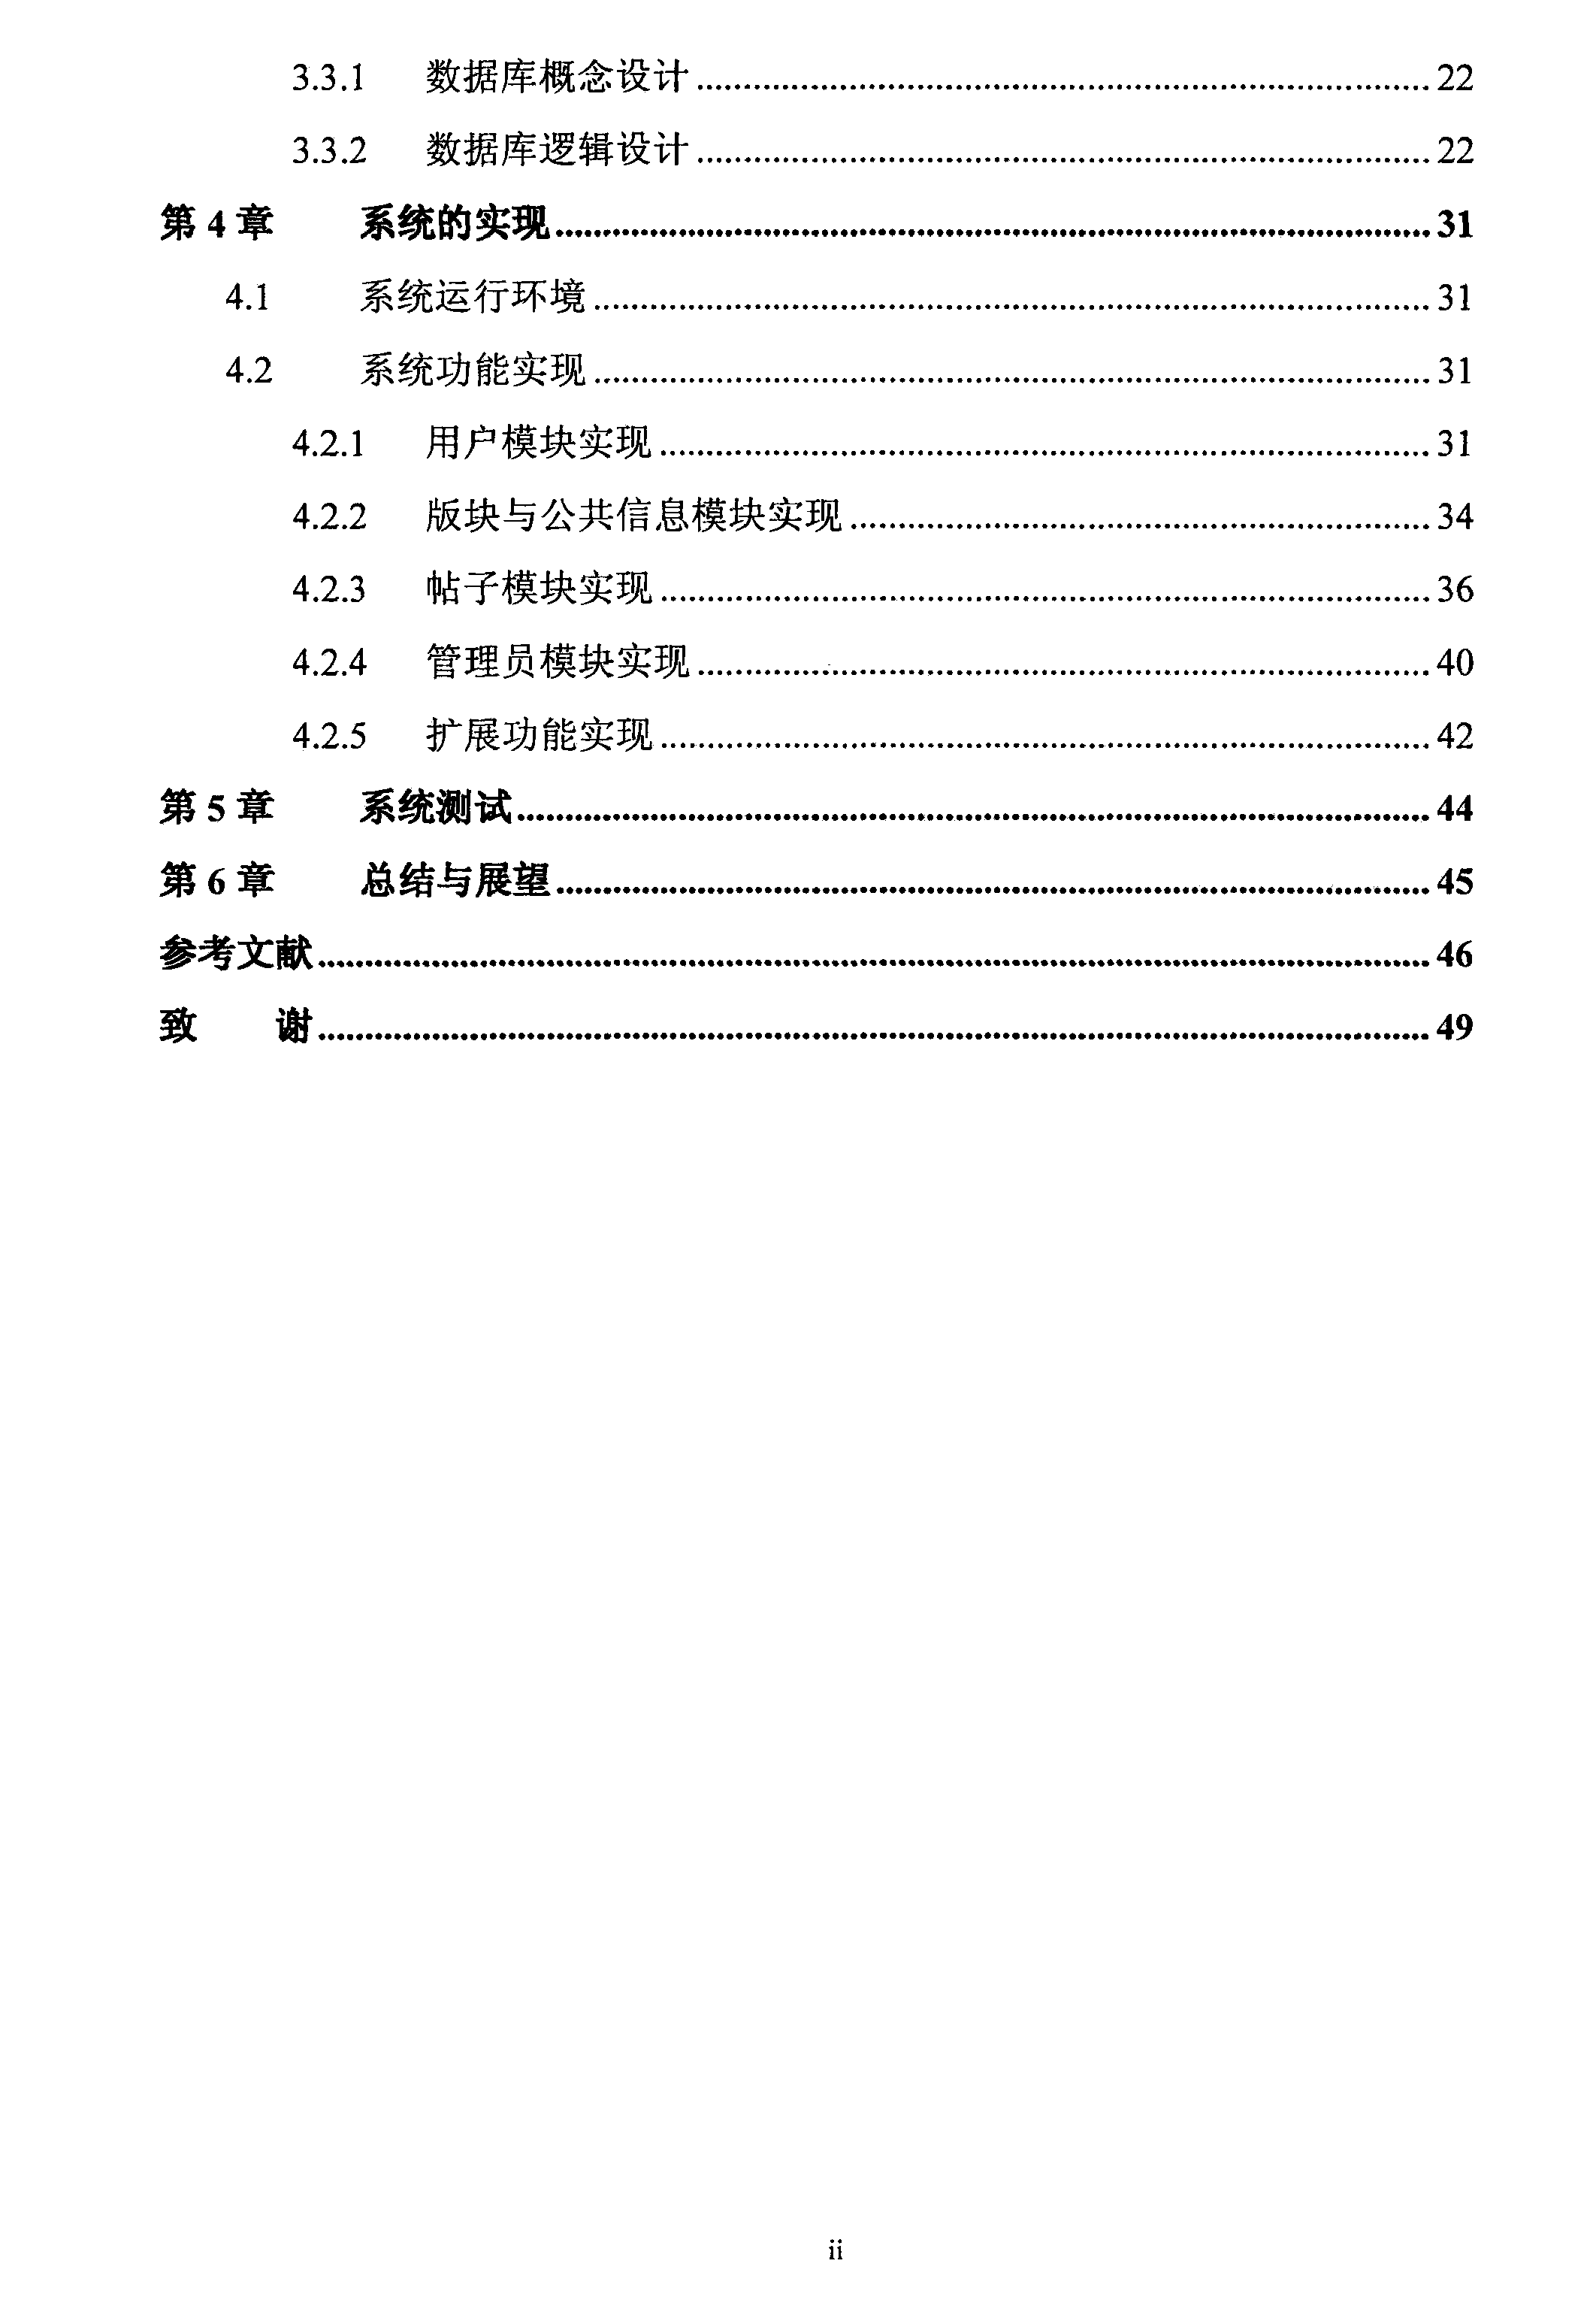 3.3.1 数据库概念设计........................................22
3.3.2 数据库逻辑设计........................................22
第 4 章 系统的实现........................................31
4.1 系统运行环境........................................31
4.2 系统功能实现........................................31
4.2.1 用户模块实现........................................31
4.2.2 版块与公共信息模块实现........................................34
4.2.3 帖子模块实现........................................36
4.2.4 管理员模块实现........................................40
4.2.5 扩展功能实现........................................42
第 5 章 系统测试........................................44
第 6 章 总结与展望........................................45
参考文献........................................46
致 谢........................................49
ii